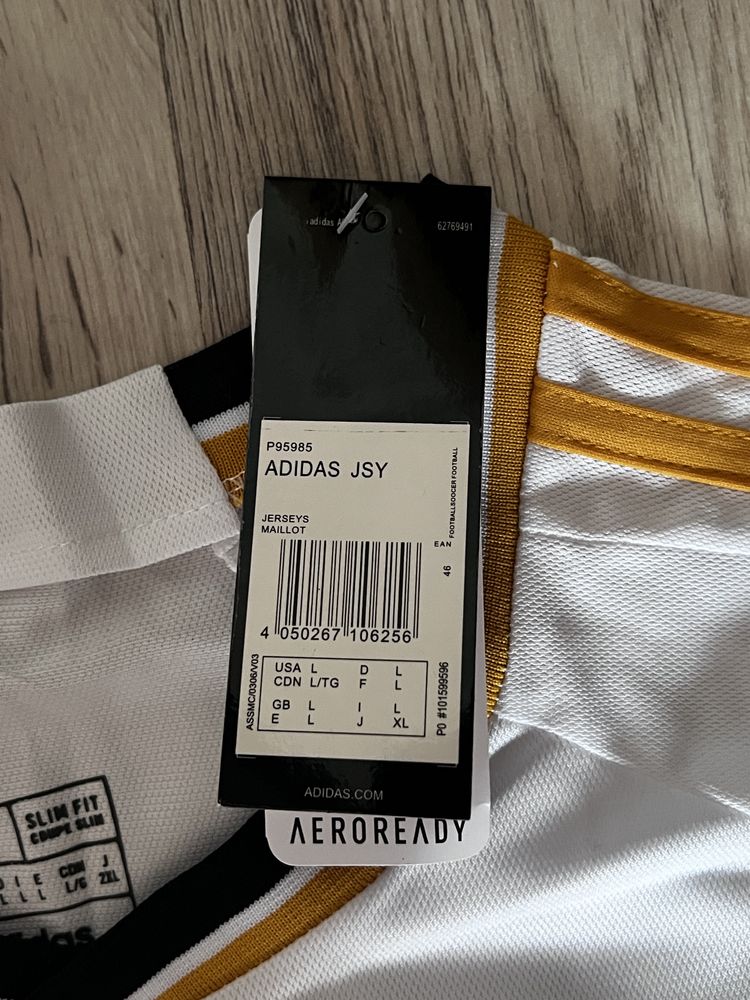 adidas
62769491
P95985
ADIDAS JSY
FOOTBALL/SOCCER FOOTBALL
JERSEYS
MAILLOT
EAN
46
4 050267 106256
USA L D L
CDN L/TG F L
GB L I L
E L J XL
ASSMC/0306/V03
PO #101599596
ADIDAS.COM
AEROREADY
SLIM FIT
COUPE SLIM
D I E CDN J
L L L L/G 2XL